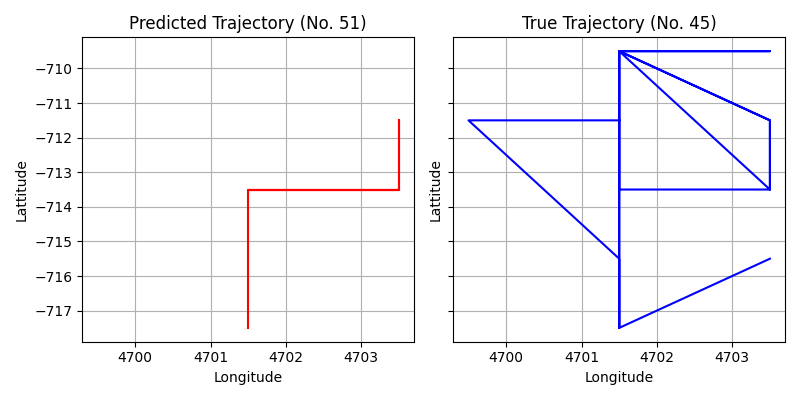 Predicted Trajectory (No. 51)
True Trajectory (No. 45)
−710
−711
−712
−713
−714
−715
−716
−717
Lattitude
4700 4701 4702 4703
Longitude
Lattitude
4700 4701 4702 4703
Longitude